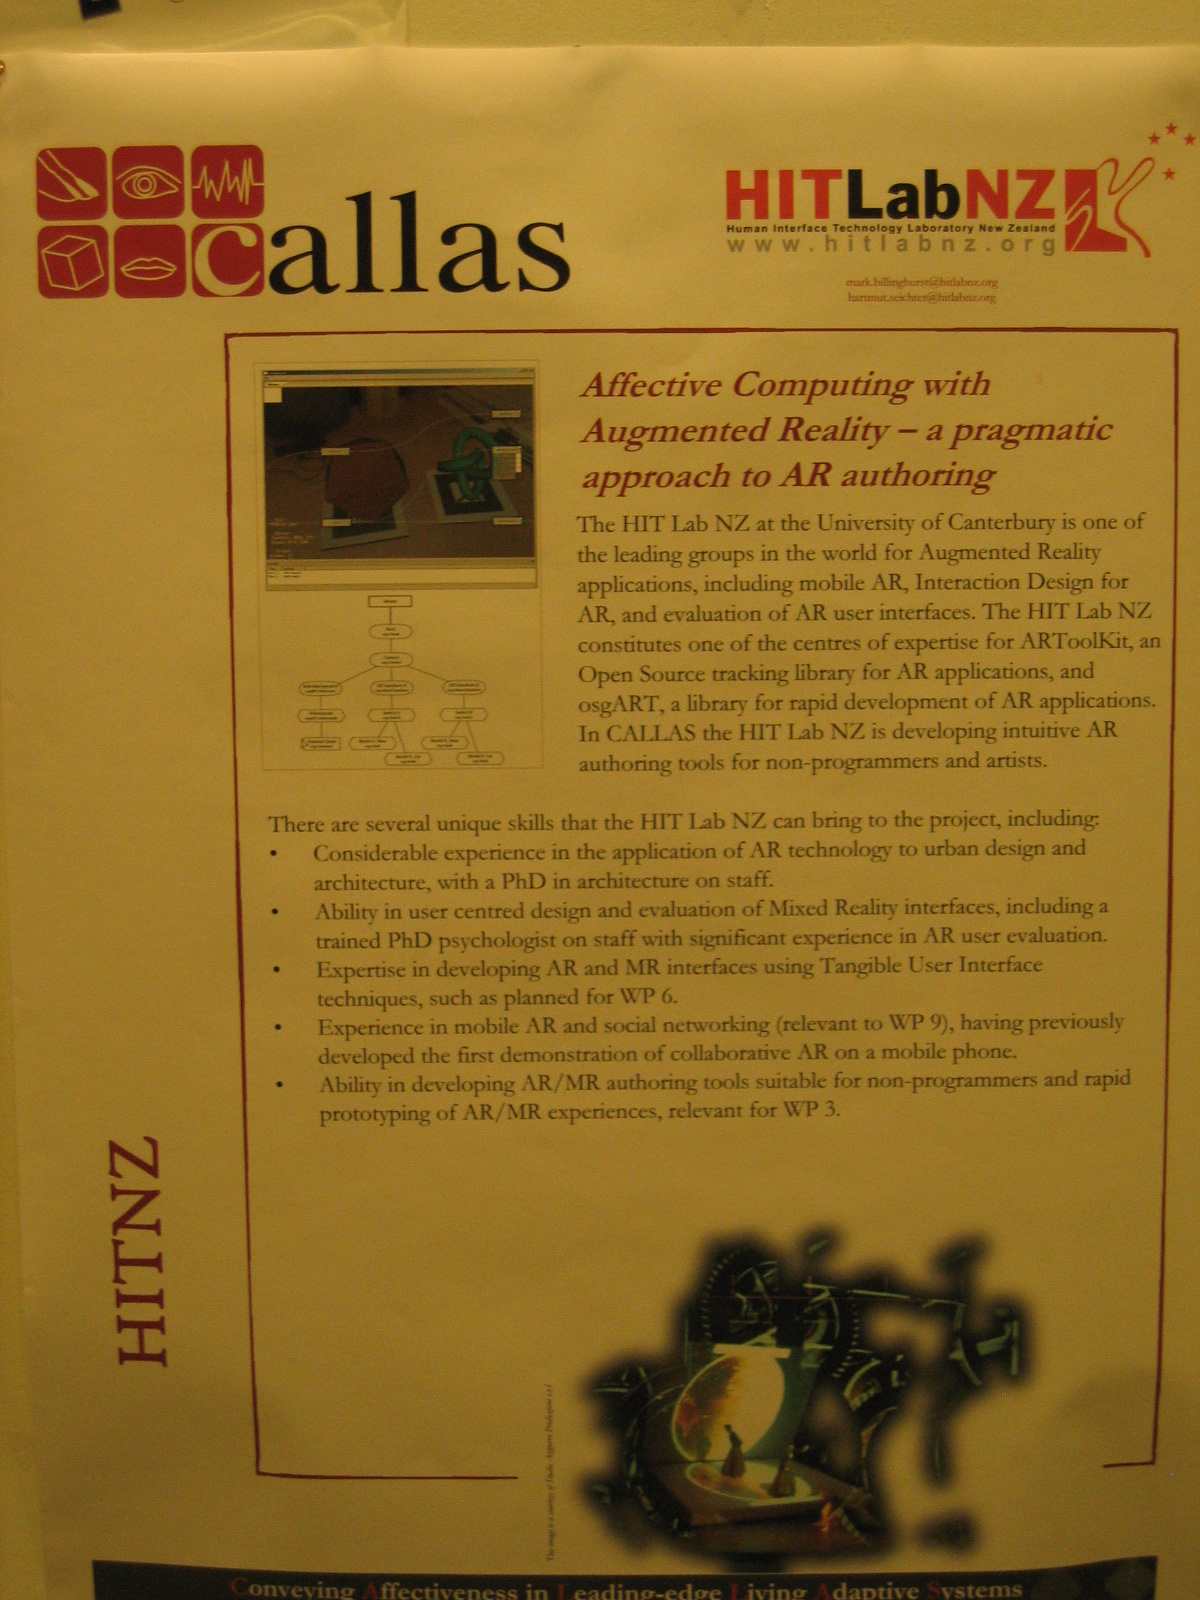 callas
HITLabNZ
Human Interface Technology Laboratory New Zealand
www.hitlabnz.org
mark.billinghurst@hitlabnz.org
hartmut.seichter@hitlabnz.org
Affective Computing with
Augmented Reality – a pragmatic
approach to AR authoring
The HIT Lab NZ at the University of Canterbury is one of
the leading groups in the world for Augmented Reality
applications, including mobile AR, Interaction Design for
AR, and evaluation of AR user interfaces. The HIT Lab NZ
constitutes one of the centres of expertise for ARToolKit, an
Open Source tracking library for AR applications, and
osgART, a library for rapid development of AR applications.
In CALLAS the HIT Lab NZ is developing intuitive AR
authoring tools for non-programmers and artists.
There are several unique skills that the HIT Lab NZ can bring to the project, including:
• Considerable experience in the application of AR technology to urban design and
architecture, with a PhD in architecture on staff.
• Ability in user centred design and evaluation of Mixed Reality interfaces, including a
trained PhD psychologist on staff with significant experience in AR user evaluation.
• Expertise in developing AR and MR interfaces using Tangible User Interface
techniques, such as planned for WP 6.
• Experience in mobile AR and social networking (relevant to WP 9), having previously
developed the first demonstration of collaborative AR on a mobile phone.
• Ability in developing AR/MR authoring tools suitable for non-programmers and rapid
prototyping of AR/MR experiences, relevant for WP 3.
HITNZ
Conveying Affectiveness in Leading-edge Living Adaptive Systems